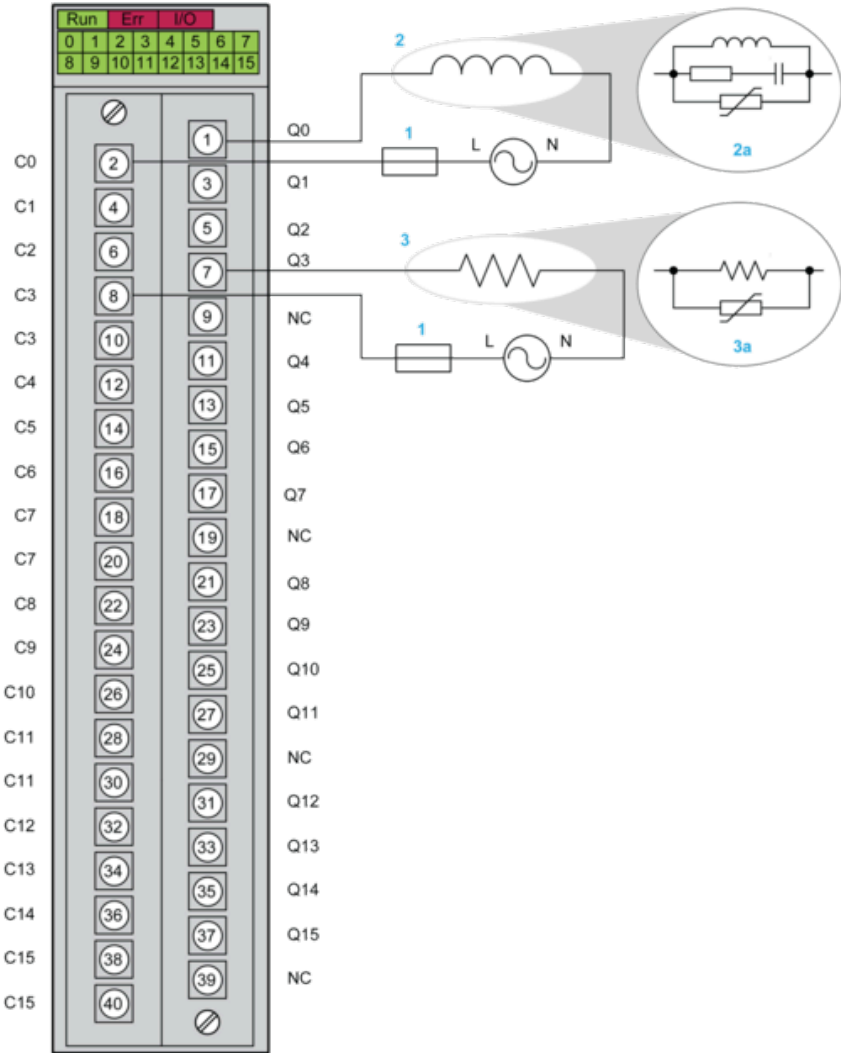 Run Err I/O
0 1 2 3 4 5 6 7
8 9 10 11 12 13 14 15
2
2a
1 Q0
1
L N
C0 2
3 Q1
C1 4
5 Q2
C2 6
7 Q3
3
3a
C3 8
9 NC
1
L N
C3 10
11 Q4
C4 12
13 Q5
C5 14
15 Q6
C6 16
17 Q7
C7 18
19 NC
C7 20
21 Q8
C8 22
23 Q9
C9 24
25 Q10
C10 26
27 Q11
C11 28
29 NC
C11 30
31 Q12
C12 32
33 Q13
C13 34
35 Q14
C14 36
37 Q15
C15 38
39 NC
C15 40